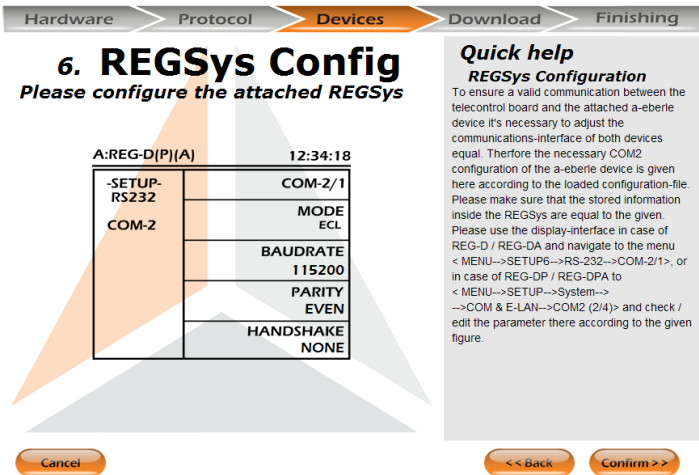 Hardware
Protocol
Devices
Download
Finishing
6. REGSys Config
Please configure the attached REGSys
A:REG-D(P)(A) 12:34:18
-SETUP-
RS232
COM-2
COM-2/1
MODE
ECL
BAUDRATE
115200
PARITY
EVEN
HANDSHAKE
NONE
Quick help
REGSys Configuration
To ensure a valid communication between the
telecontrol board and the attached a-eberle
device it's necessary to adjust the
communications-interface of both devices
equal. Therfore the necessary COM2
configuration of the a-eberle device is given
here according to the loaded configuration-file.
Please make sure that the stored information
inside the REGSys are equal to the given.
Please use the display-interface in case of
REG-D / REG-DA and navigate to the menu
< MENU-->SETUP6-->RS-232-->COM-2/1>, or
in case of REG-DP / REG-DPA to
< MENU-->SETUP-->System-->
-->COM & E-LAN-->COM2 (2/4)> and check /
edit the parameter there according to the given
figure.
Cancel
<< Back
Confirm >>